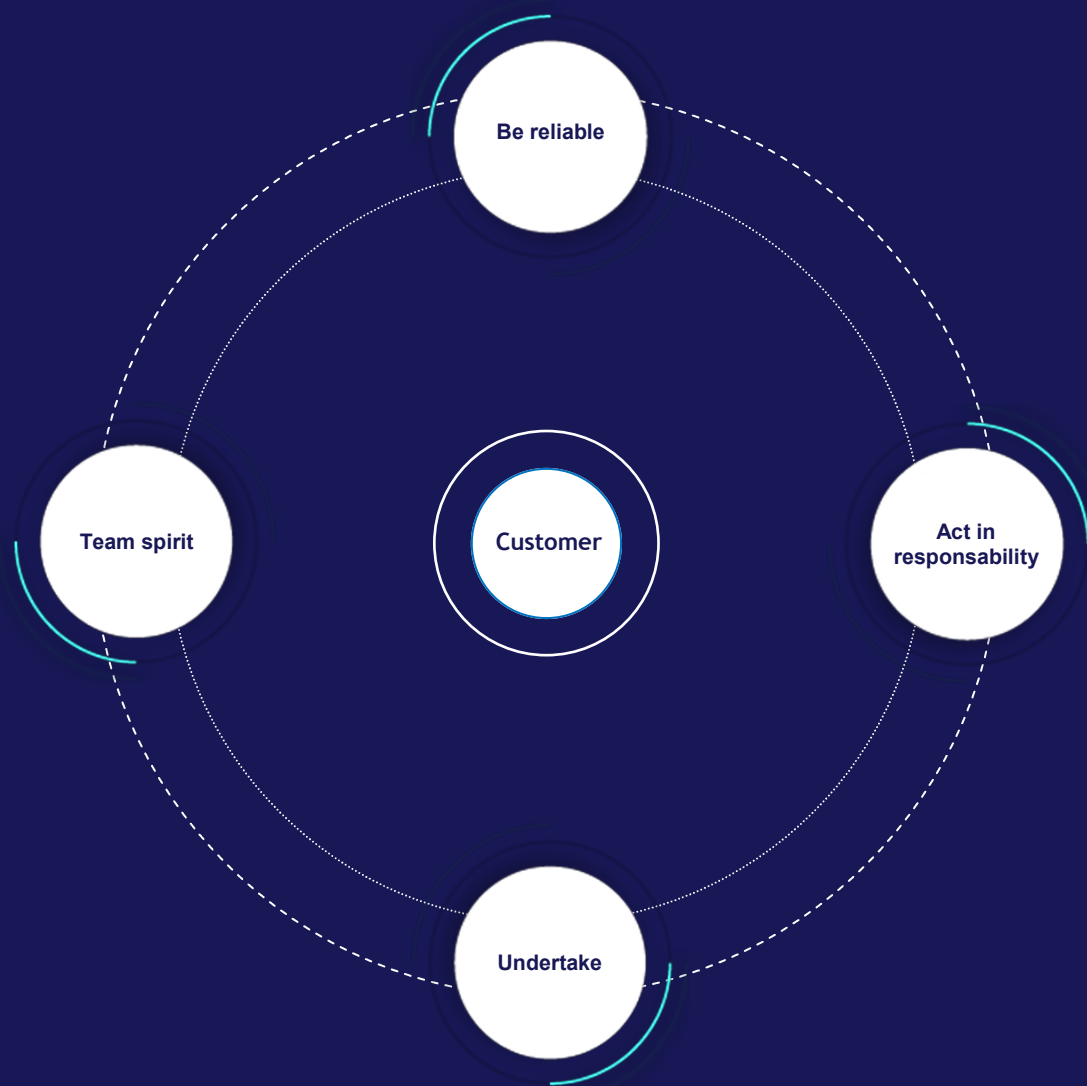 Be reliable
Team spirit
Customer
Act in
responsability
Undertake